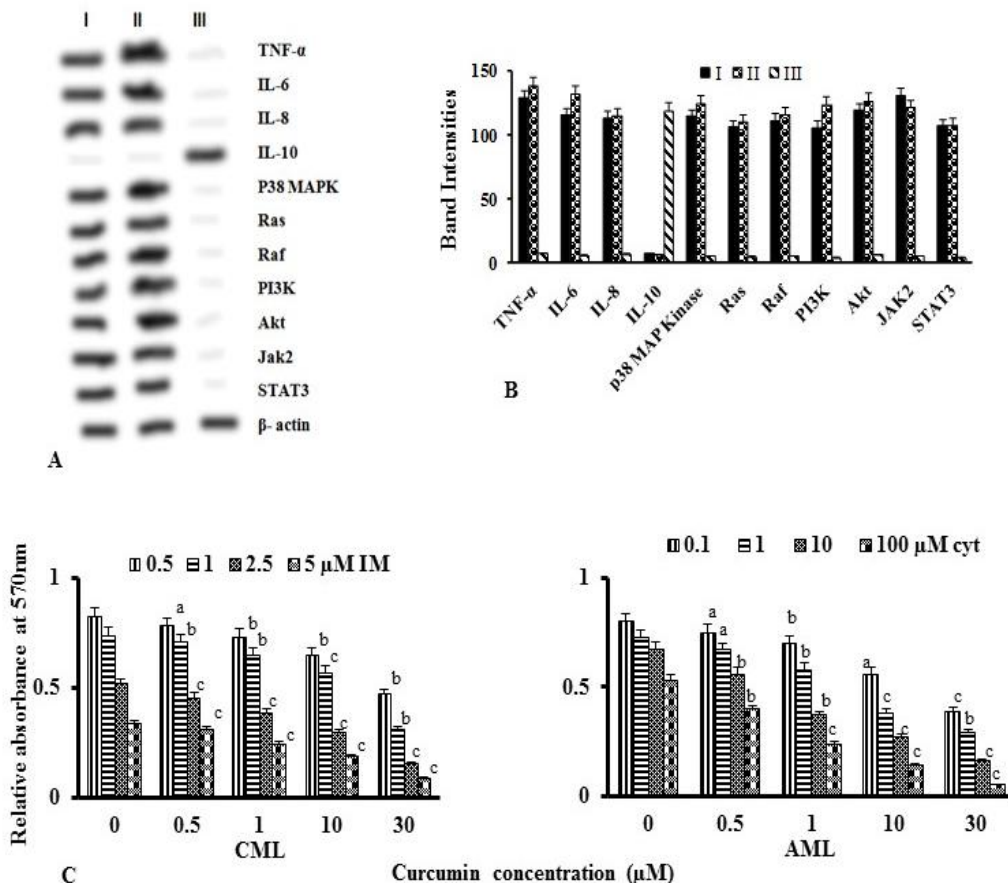 I II III
TNF-α
IL-6
IL-8
IL-10
P38 MAPK
Ras
Raf
PI3K
Akt
Jak2
STAT3
β- actin
A
150
100
50
0
Band Intensities
I II III
TNF-α IL-6 IL-8 IL-10 p38 MAP Kinase Ras Raf PI3K Akt JAK2 STAT3
B
Relative absorbance at 570nm
1
0.5
0
0.5 1 2.5 5 µM IM
a b c c
b b c c
b c c c
b c c
0 0.5 1 10 30
CML
1
0.5
0
0.1 1 10 100 µM cyt
a a b b
b b b c
a c c c
c b c c
0 0.5 1 10 30
AML
C
Curcumin concentration (µM)